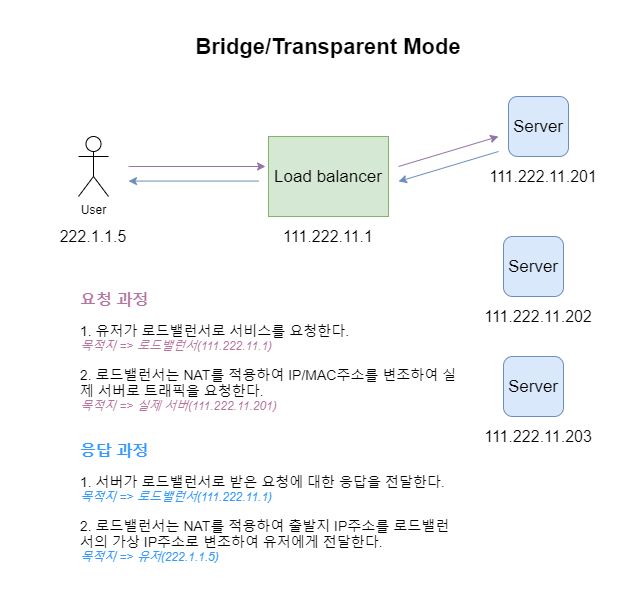 Bridge/Transparent Mode
Server
111.222.11.201
Load balancer
111.222.11.1
User
222.1.1.5
Server
111.222.11.202
Server
111.222.11.203
요청 과정
1. 유저가 로드밸런서로 서비스를 요청한다.
목적지 => 로드밸런서(111.222.11.1)
2. 로드밸런서는 NAT를 적용하여 IP/MAC주소를 변조하여 실
제 서버로 트래픽을 요청한다.
목적지 => 실제 서버(111.222.11.201)
응답 과정
1. 서버가 로드밸런서로 받은 요청에 대한 응답을 전달한다.
목적지 => 로드밸런서(111.222.11.1)
2. 로드밸런서는 NAT를 적용하여 출발지 IP주소를 로드밸런
서의 가상 IP주소로 변조하여 유저에게 전달한다.
목적지 => 유저(222.1.1.5)